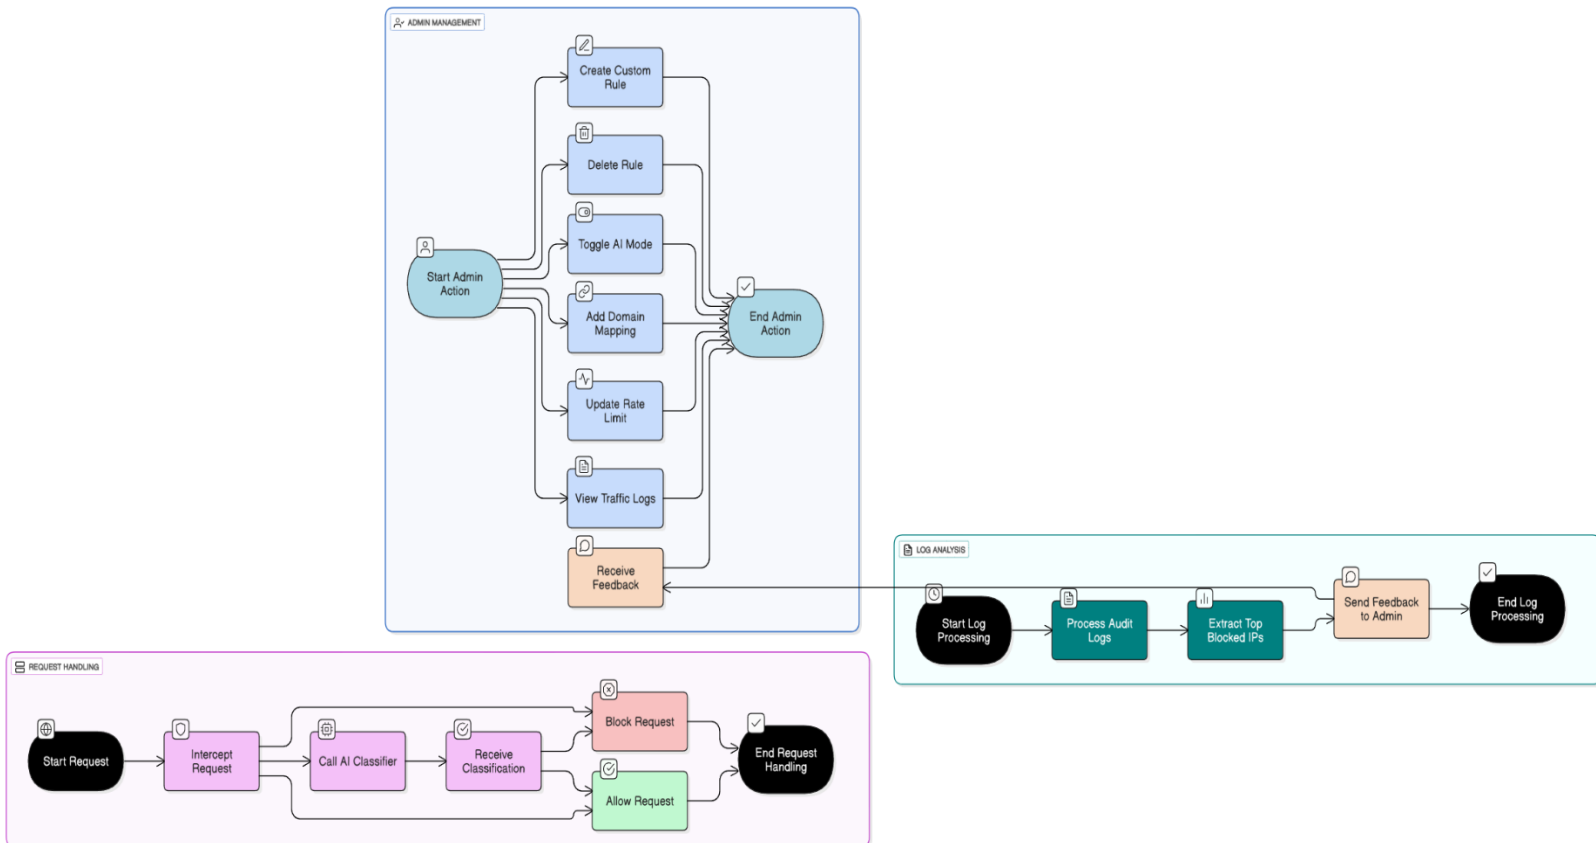 ADMIN MANAGEMENT
Create Custom
Rule
Delete Rule
Toggle AI Mode
Start Admin
Action
Add Domain
Mapping
End Admin
Action
Update Rate
Limit
View Traffic Logs
Receive
Feedback
LOG ANALYSIS
Start Log
Processing
Process Audit
Logs
Extract Top
Blocked IPs
Send Feedback
to Admin
End Log
Processing
REQUEST HANDLING
Start Request
Intercept
Request
Call AI Classifier
Receive
Classification
Block Request
Allow Request
End Request
Handling